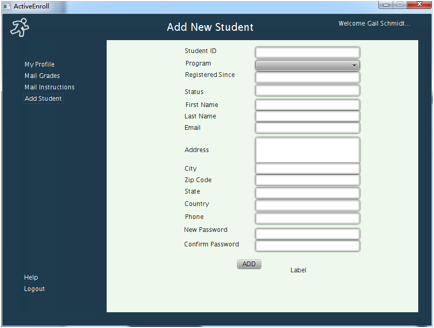 ActiveEnroll
Add New Student
Welcome Gail Schmidt...
My Profile
Mail Grades
Mail Instructions
Add Student
Help
Logout
Student ID
Program
Registered Since
Status
First Name
Last Name
Email
Address
City
Zip Code
State
Country
Phone
New Password
Confirm Password
ADD
Label